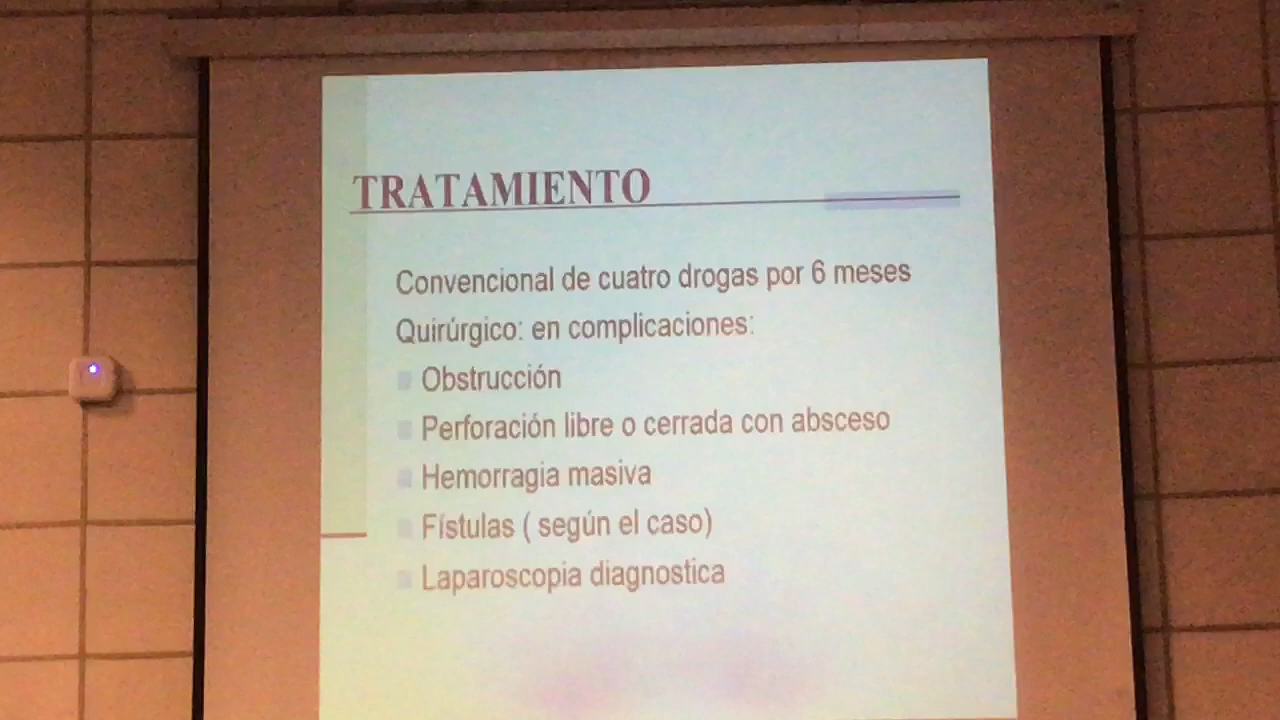 TRATAMIENTO
Convencional de cuatro drogas por 6 meses
Quirúrgico: en complicaciones:
Obstrucción
Perforación libre o cerrada con absceso
Hemorragia masiva
Fístulas ( según el caso)
Laparoscopia diagnostica